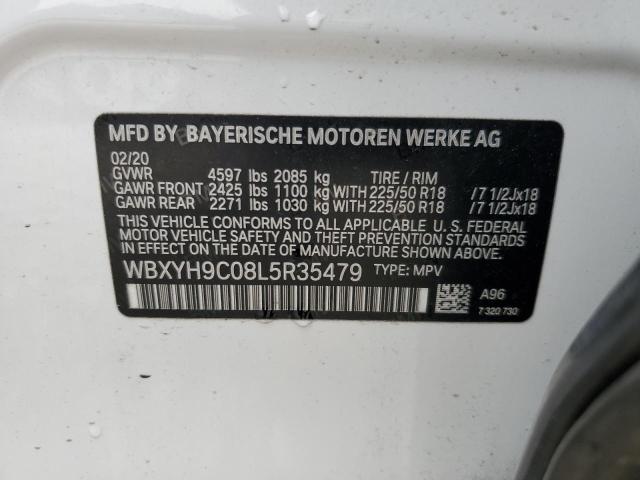 MFD BY BAYERISCHE MOTOREN WERKE AG
02/20
GVWR 4597 lbs 2085 kg TIRE / RIM
GAWR FRONT 2425 lbs 1100 kg WITH 225/50 R18 /7 1/2Jx18
GAWR REAR 2271 lbs 1030 kg WITH 225/50 R18 /7 1/2Jx18
THIS VEHICLE CONFORMS TO ALL APPLICABLE U. S. FEDERAL
MOTOR VEHICLE SAFETY AND THEFT PREVENTION STANDARDS
IN EFFECT ON THE DATE OF MANUFACTURE SHOWN ABOVE.
WBXYH9C08L5R35479 TYPE: MPV
A96
7 320 730